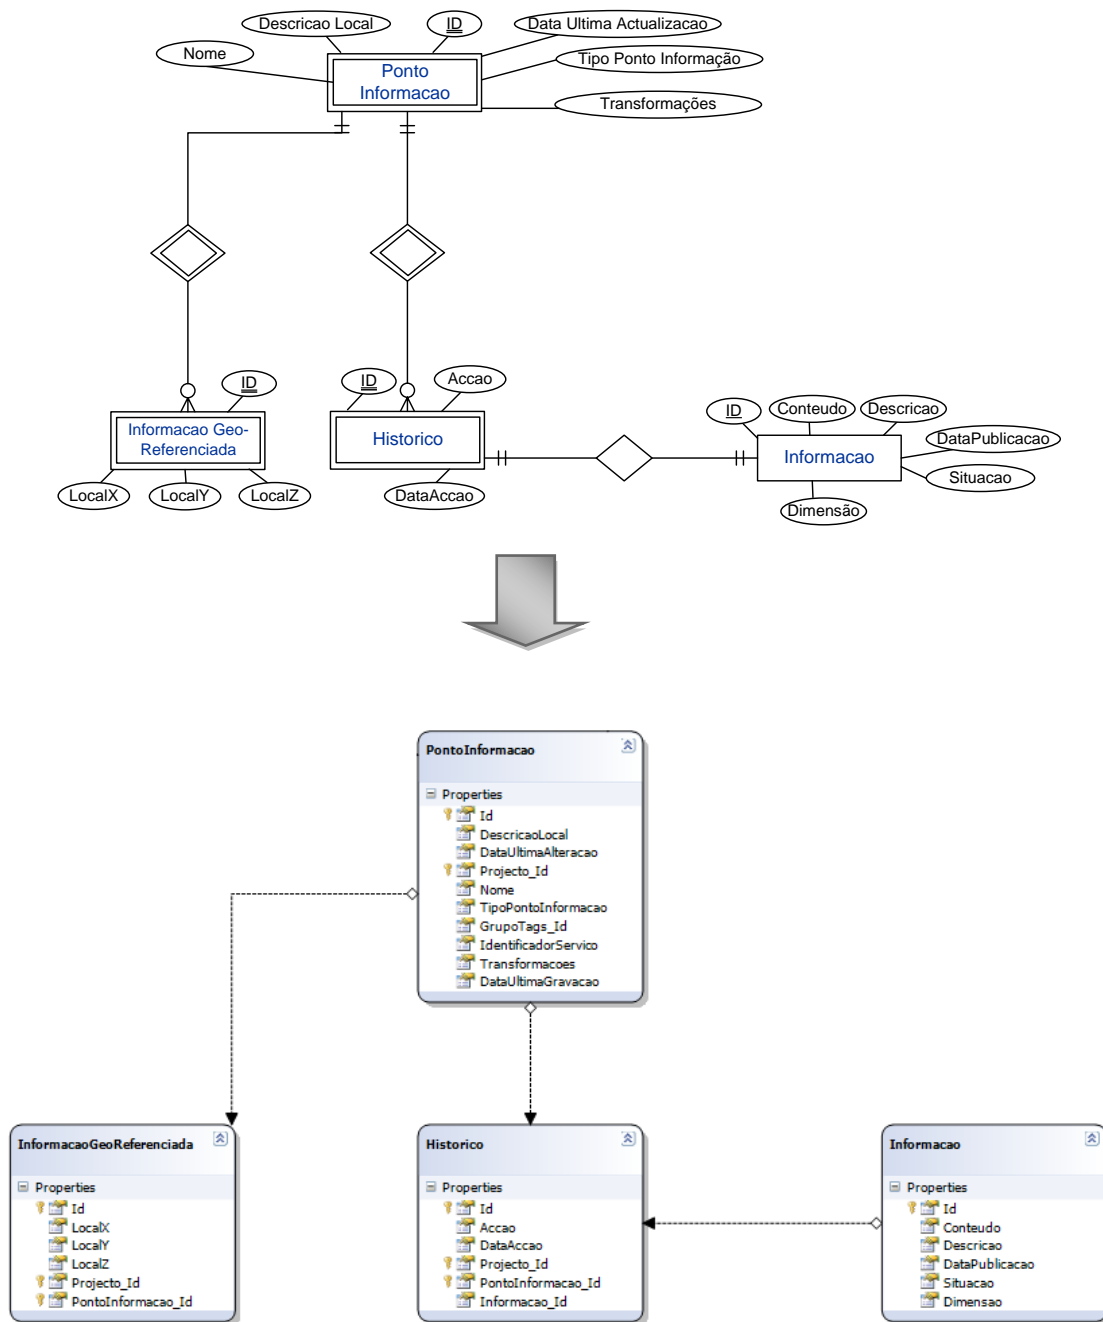 Descricao Local
ID
Data Ultima Actualizacao
Nome
Ponto
Informacao
Tipo Ponto Informação
Transformações
ID
Informacao Geo-
Referenciada
LocalX
LocalY
LocalZ
ID
Accao
Historico
DataAccao
ID
Conteudo
Descricao
DataPublicacao
Informacao
Situacao
Dimensão
PontoInformacao
Properties
Id
DescricaoLocal
DataUltimaAlteracao
Projecto_Id
Nome
TipoPontoInformacao
GrupoTags_Id
IdentificadorServico
Transformacoes
DataUltimaGravacao
InformacaoGeoReferenciada
Properties
Id
LocalX
LocalY
LocalZ
Projecto_Id
PontoInformacao_Id
Historico
Properties
Id
Accao
DataAccao
Projecto_Id
PontoInformacao_Id
Informacao_Id
Informacao
Properties
Id
Conteudo
Descricao
DataPublicacao
Situacao
Dimensao